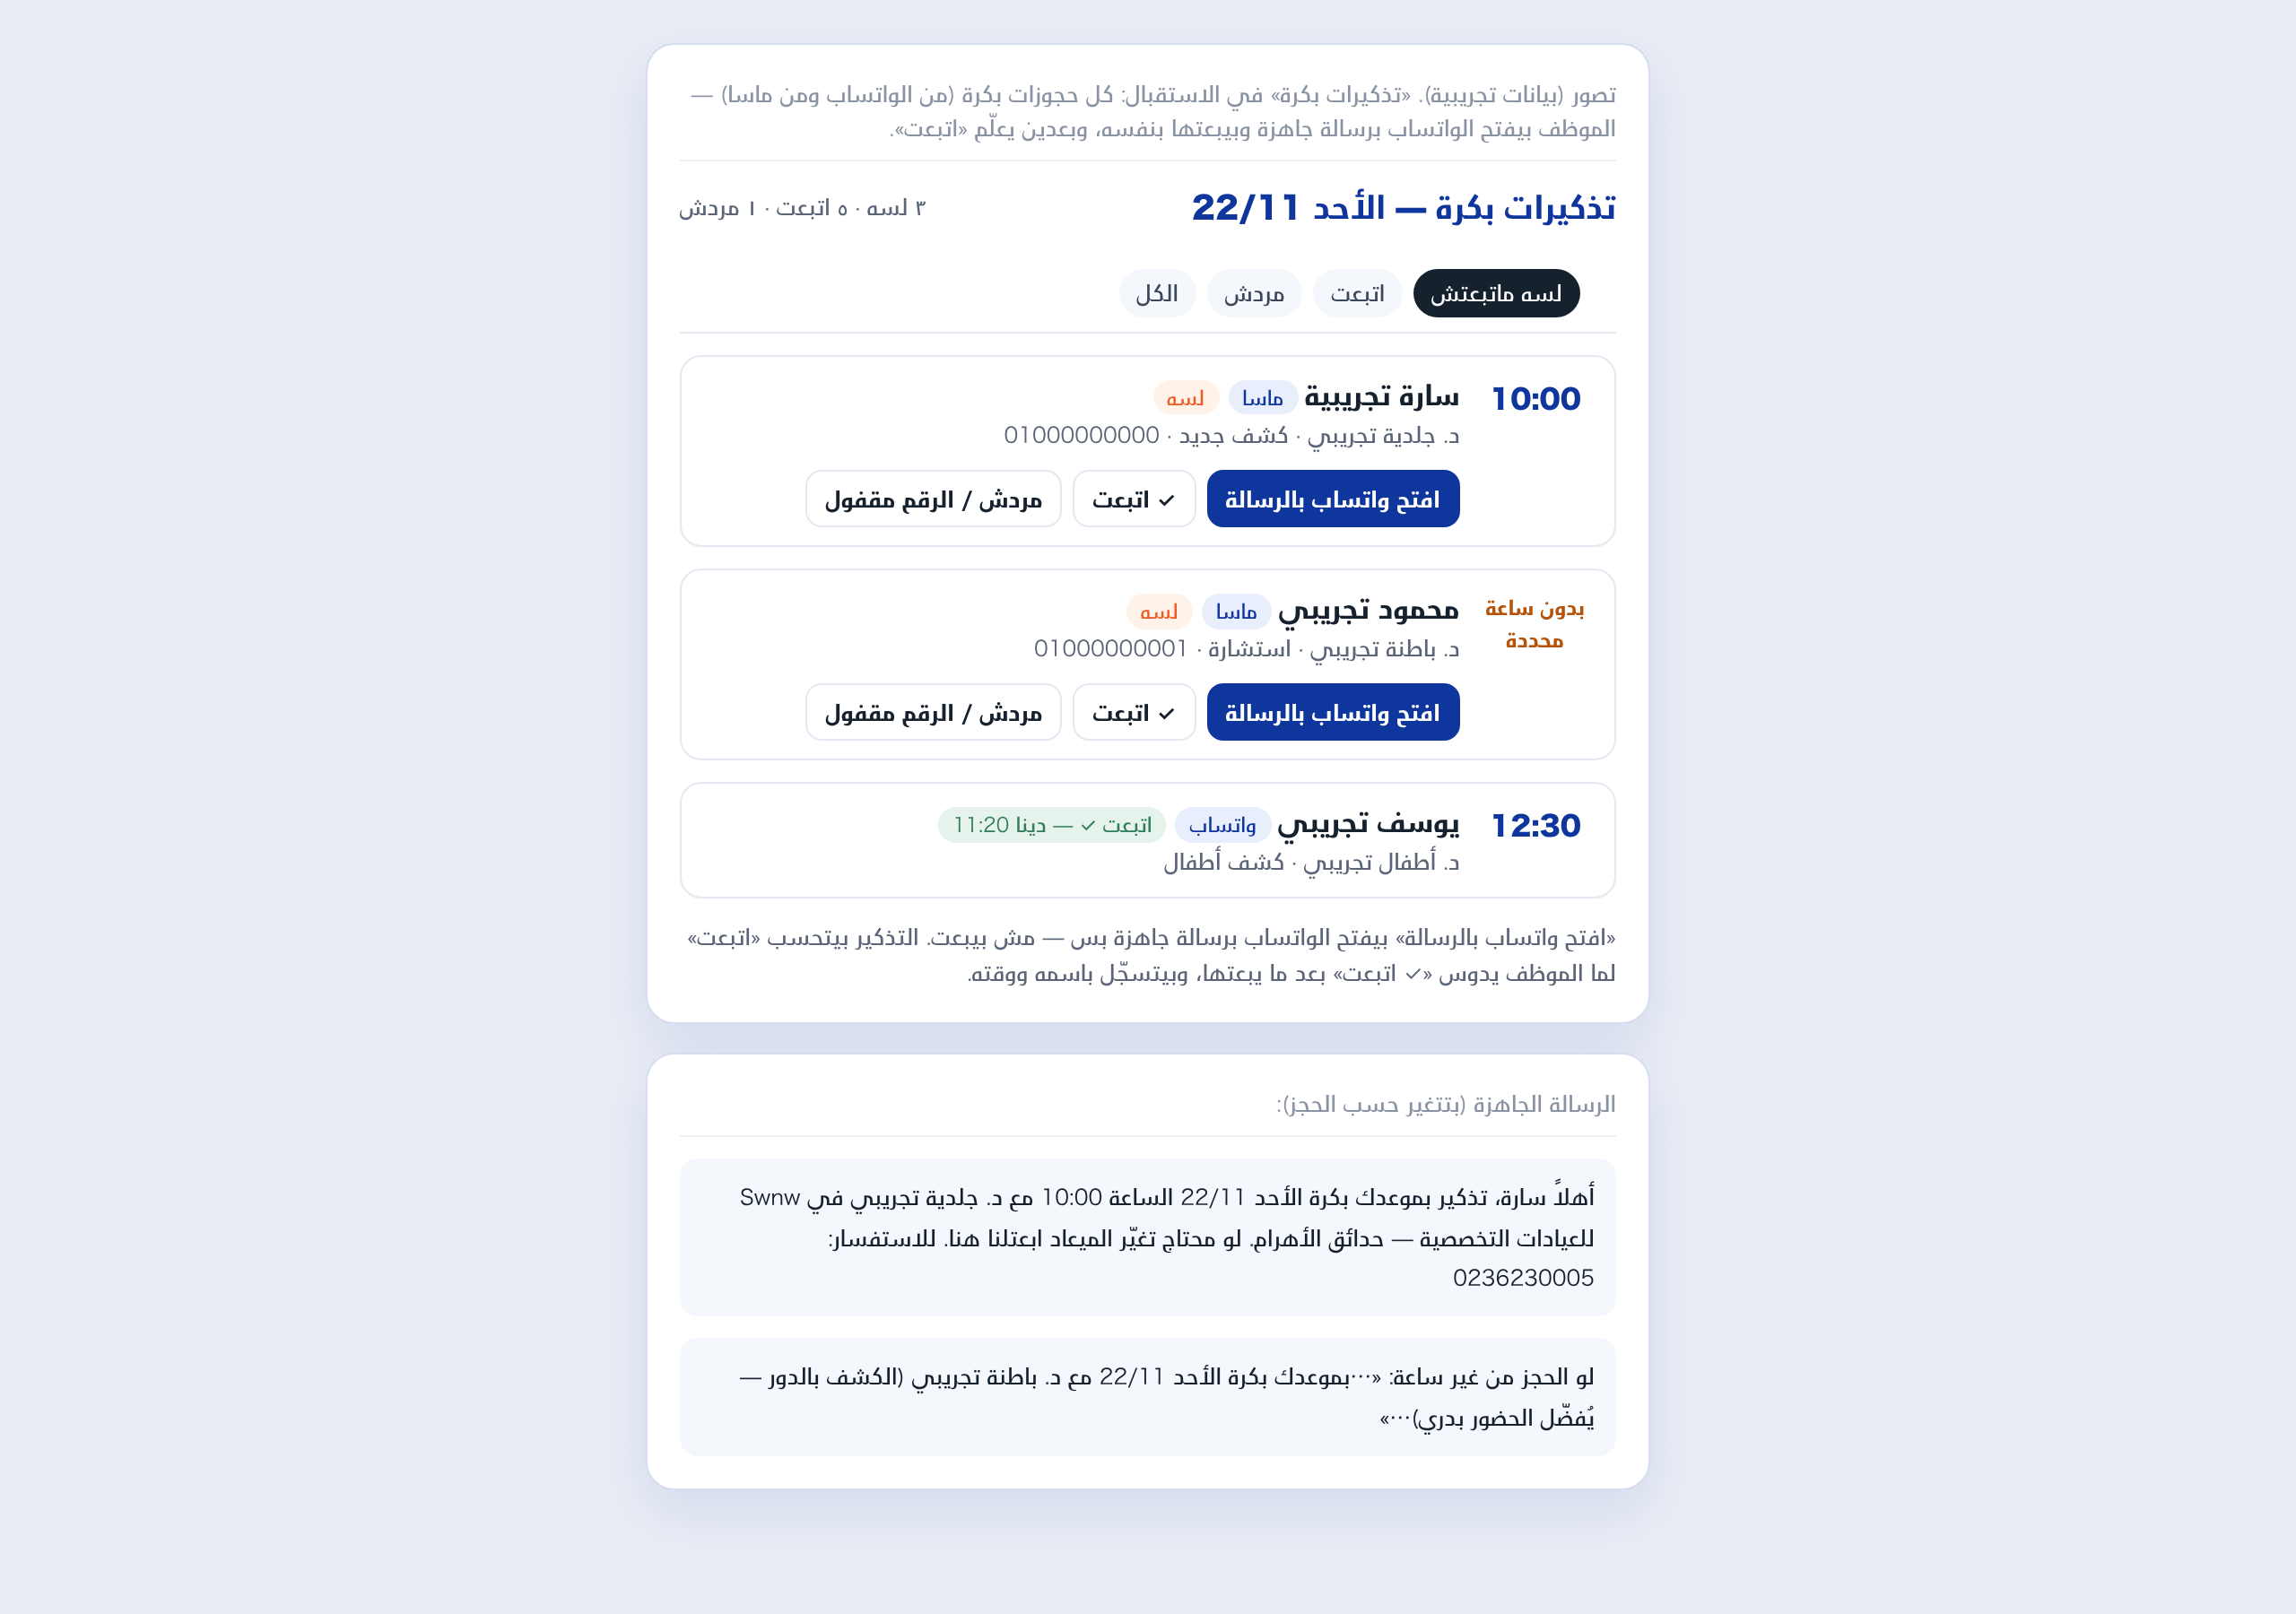 تصور (بيانات تجريبية). «تذكيرات بكرة» في الاستقبال: كل حجوزات بكرة (من الواتساب ومن ماسا) —
الموظف بيفتح الواتساب برسالة جاهزة وبيبعتها بنفسه، وبعدين يعلّم «اتبعت».
تذكيرات بكرة — الأحد 22/11
٣ لسه · ٥ اتبعت · ١ مردش
لسه ماتبعتش
اتبعت
مردش
الكل
10:00
سارة تجريبية ماسا لسه
د. جلدية تجريبي · كشف جديد · 01000000000
افتح واتساب بالرسالة
✓ اتبعت
مردش / الرقم مقفول
بدون ساعة
محددة
محمود تجريبي ماسا لسه
د. باطنة تجريبي · استشارة · 01000000001
افتح واتساب بالرسالة
✓ اتبعت
مردش / الرقم مقفول
12:30
يوسف تجريبي واتساب اتبعت ✓ — دينا 11:20
د. أطفال تجريبي · كشف أطفال
«افتح واتساب بالرسالة» بيفتح الواتساب برسالة جاهزة بس — مش بيبعت. التذكير بيتحسب «اتبعت»
لما الموظف يدوس «✓ اتبعت» بعد ما يبعتها، وبيتسجّل باسمه ووقته.
الرسالة الجاهزة (بتتغير حسب الحجز):
أهلاً سارة، تذكير بموعدك بكرة الأحد 22/11 الساعة 10:00 مع د. جلدية تجريبي في Swnw
للعيادات التخصصية — حدائق الأهرام. لو محتاج تغيّر الميعاد ابعتلنا هنا. للاستفسار:
0236230005
لو الحجز من غير ساعة: «…بموعدك بكرة الأحد 22/11 مع د. باطنة تجريبي (الكشف بالدور —
يُفضّل الحضور بدري)…»